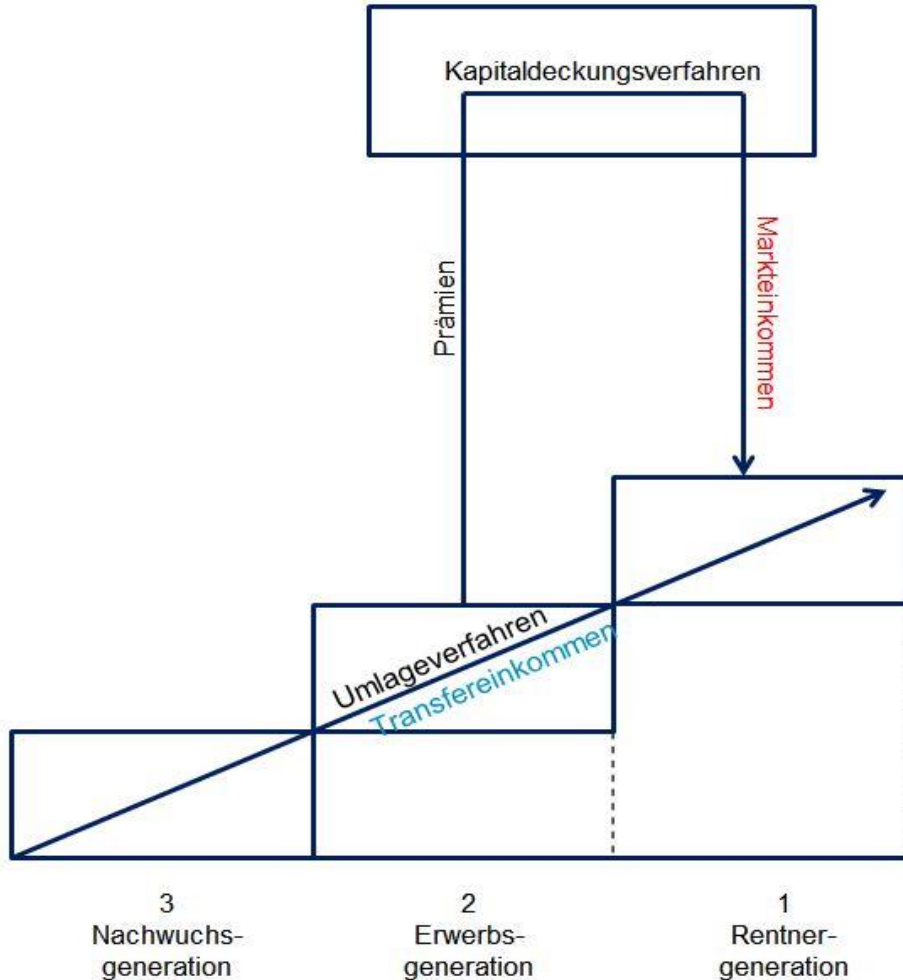 Kapitaldeckungsverfahren
Prämien
Markteinkommen
Umlageverfahren
Transfereinkommen
3
Nachwuchs-
generation
2
Erwerbs-
generation
1
Rentner-
generation